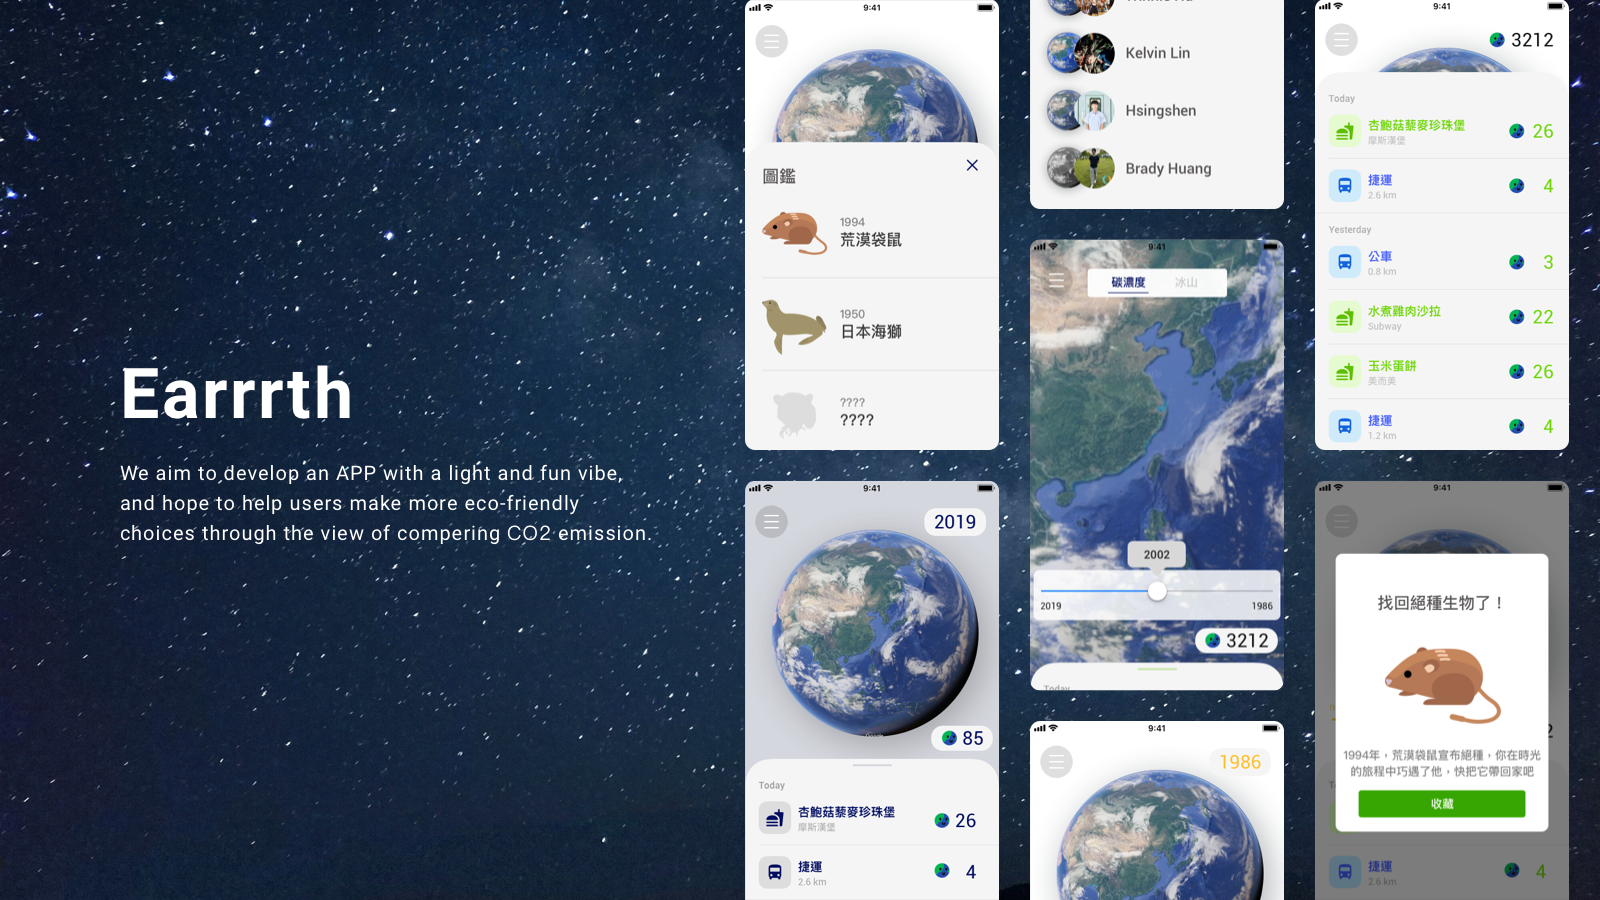 Earrrth
We aim to develop an APP with a light and fun vibe,
and hope to help users make more eco-friendly
choices through the view of compering CO2 emission.
9:41
圖鑑
1994
荒漠袋鼠
1950
日本海獅
????
????
9:41
2019
85
Today
杏鮑菇藜麥珍珠堡
摩斯漢堡
26
捷運
2.6 km
4
Kelvin Lin
Hsingshen
Brady Huang
9:41
碳濃度 冰山
2002
2019 1986
3212
Today
9:41
1986
9:41
3212
Today
杏鮑菇藜麥珍珠堡
摩斯漢堡
26
捷運
2.6 km
4
Yesterday
公車
0.8 km
3
水煮雞肉沙拉
Subway
22
玉米蛋餅
美而美
26
捷運
1.2 km
4
9:41
找回絕種生物了！
1994年，荒漠袋鼠宣布絕種，你在時光
的旅程中巧遇了他，快把它帶回家吧
收藏
捷運
2.6 km
4